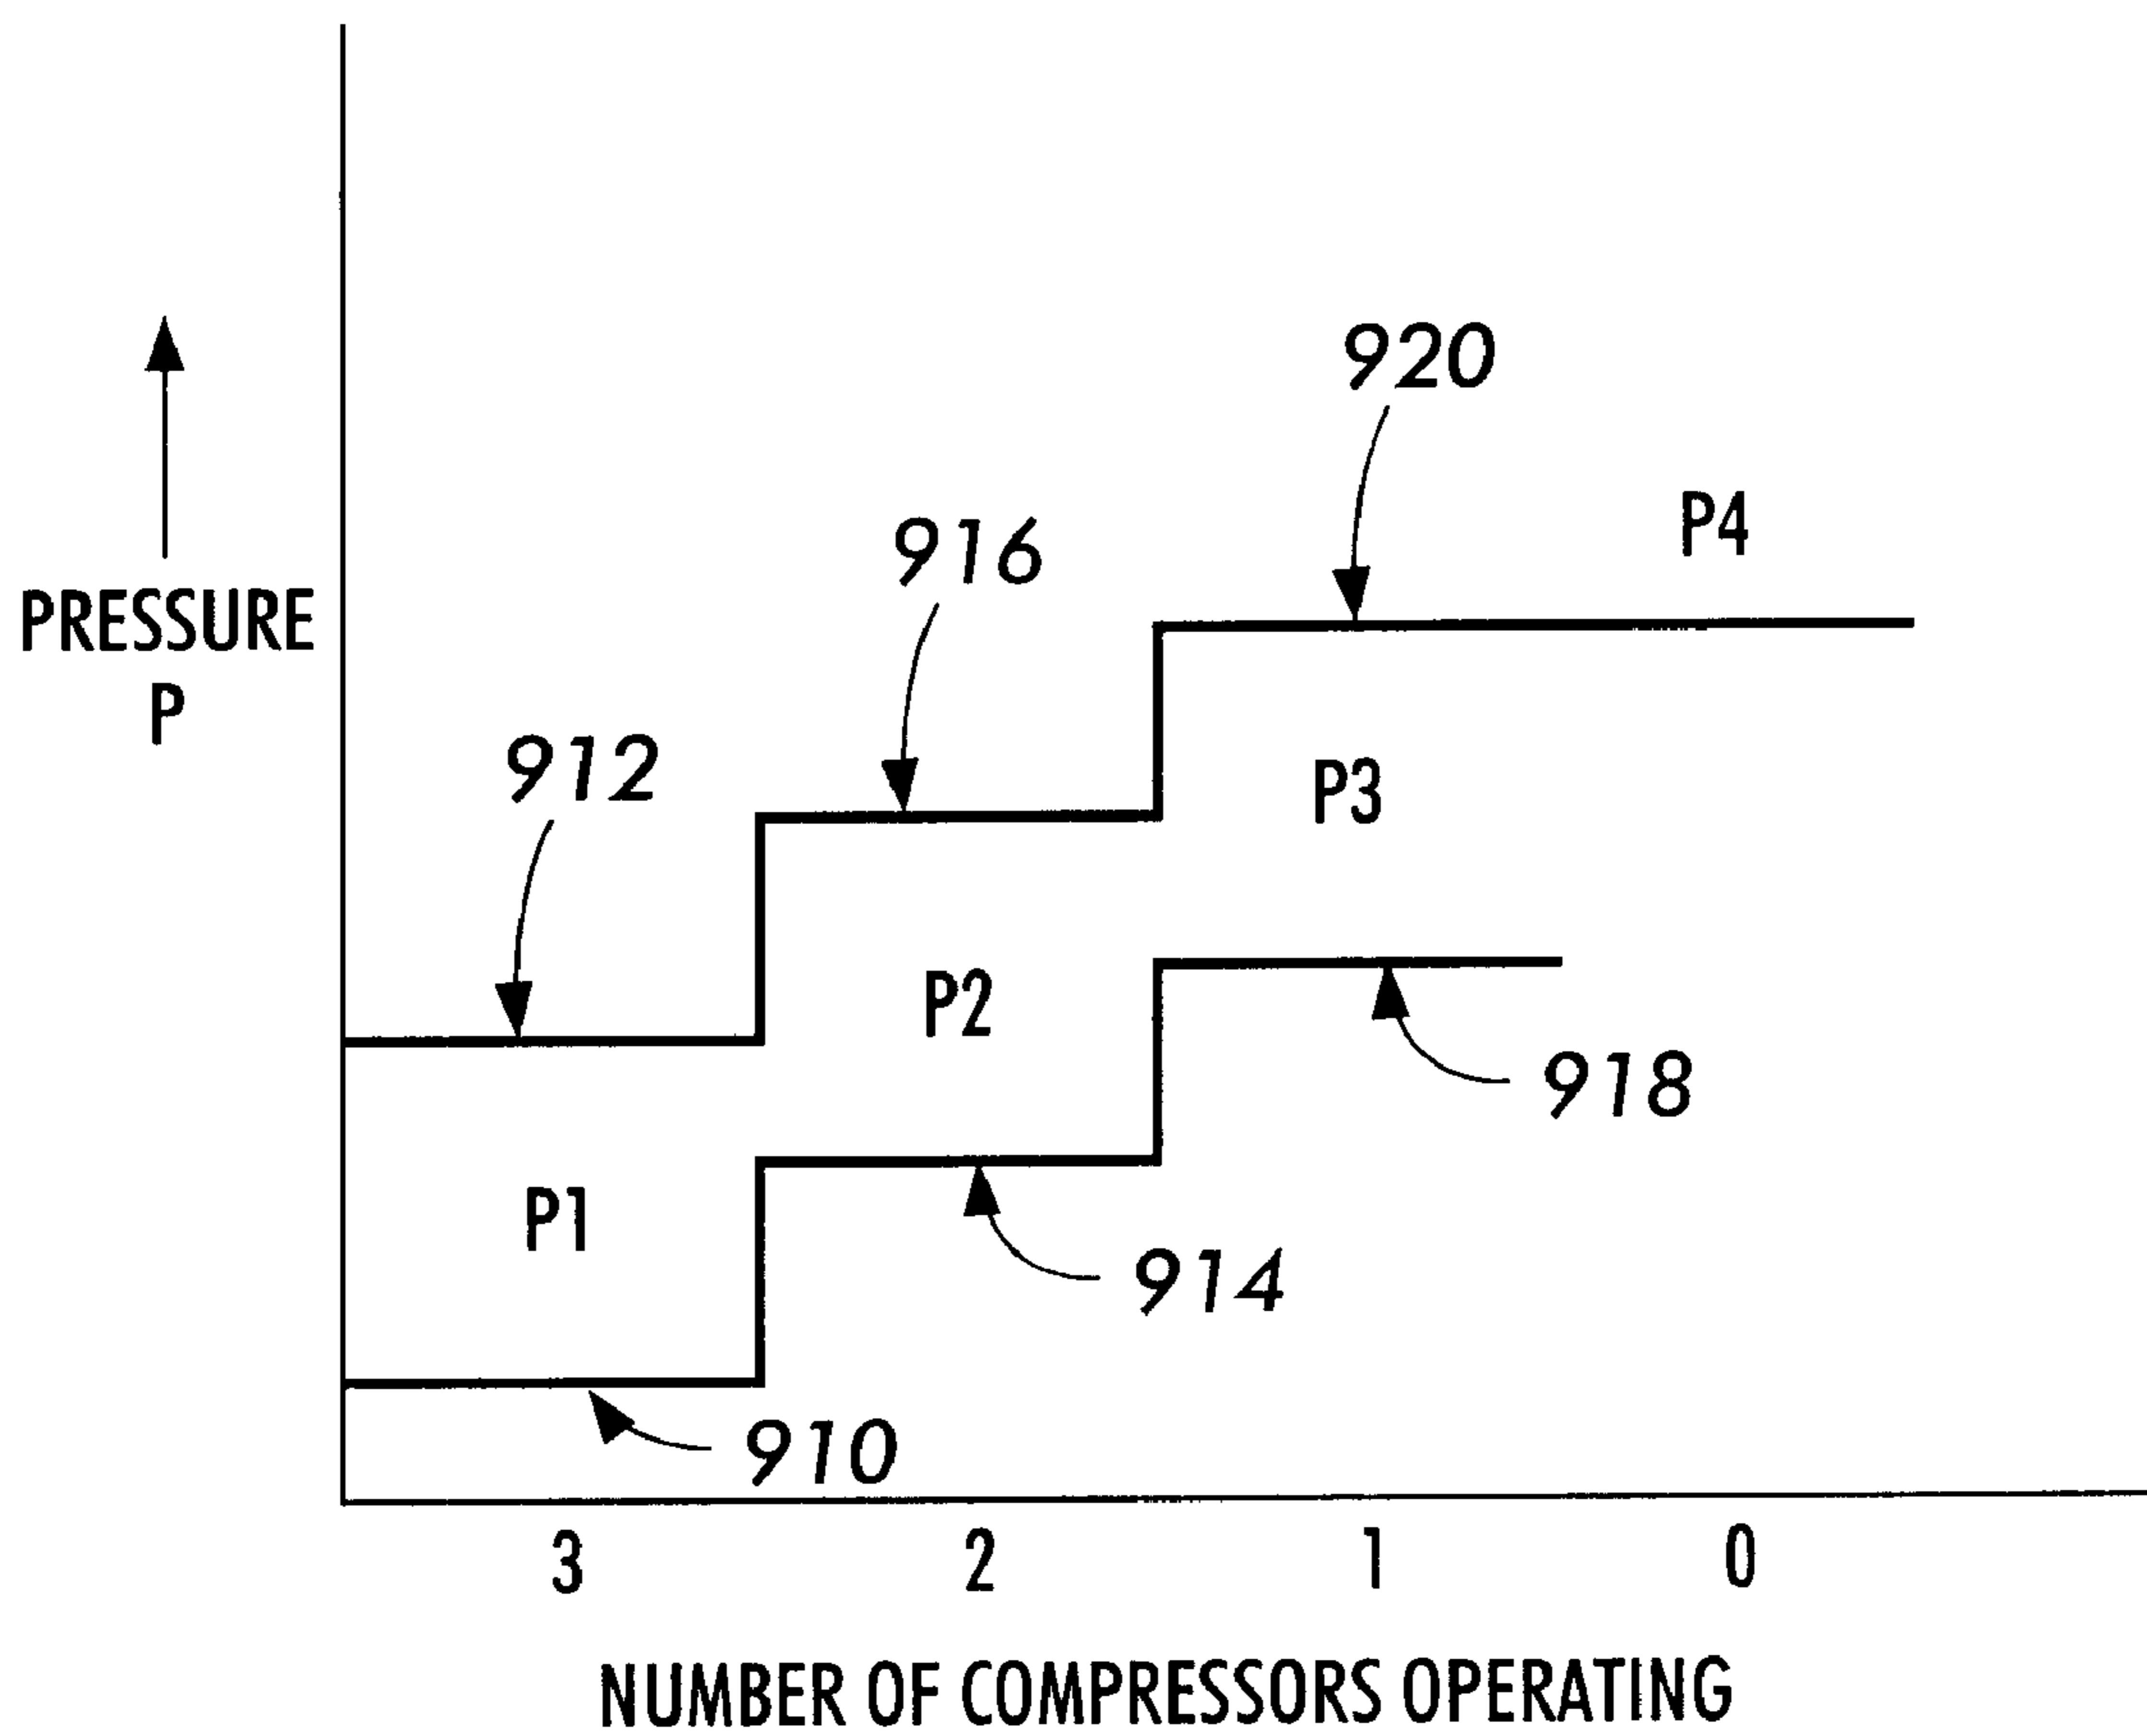 920
P4
916
PRESSURE
P
912
P3
P2
918
P1
914
910
3 2 1 0
NUMBER OF COMPRESSORS OPERATING